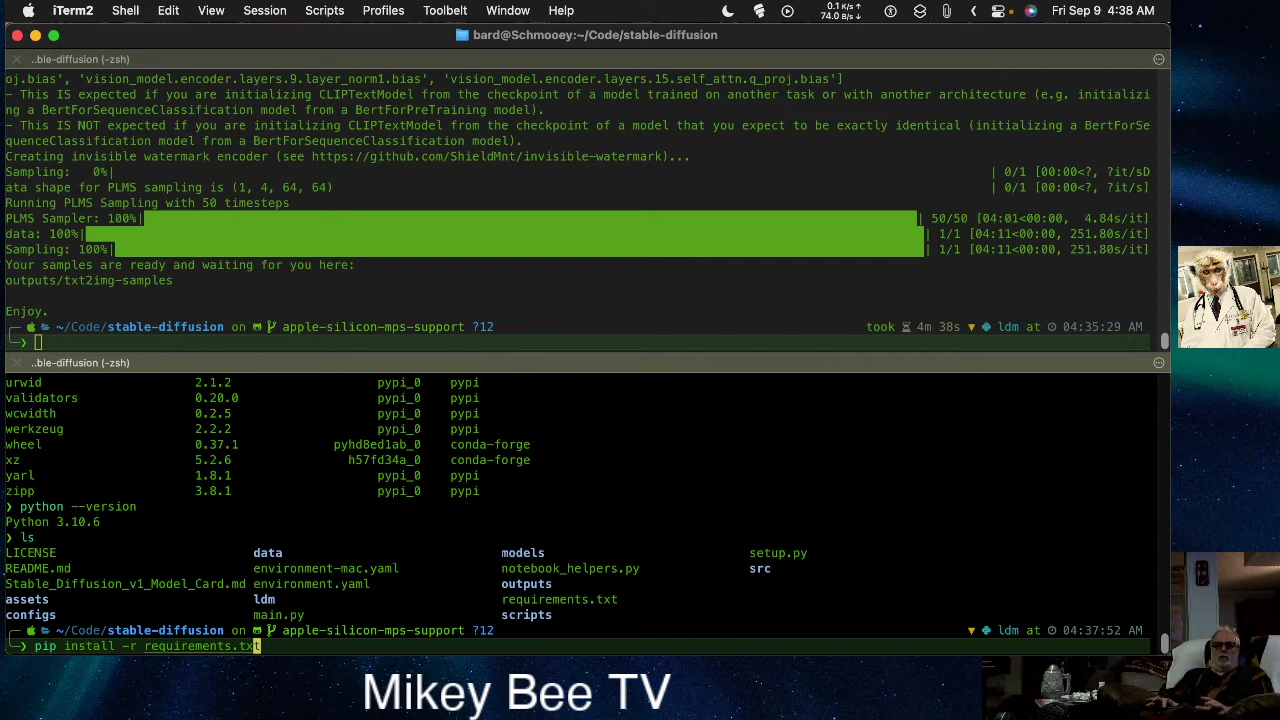 iTerm2 Shell Edit View Session Scripts Profiles Toolbelt Window Help 0.1 K/s↑ 74.0 B/s↓ Fri Sep 9 4:38 AM
bard@Schmooey:~/Code/stable-diffusion
..ble-diffusion (-zsh)
oj.bias', 'vision_model.encoder.layers.9.layer_norm1.bias', 'vision_model.encoder.layers.15.self_attn.q_proj.bias']
- This IS expected if you are initializing CLIPTextModel from the checkpoint of a model trained on another task or with another architecture (e.g. initializi
ng a BertForSequenceClassification model from a BertForPreTraining model).
- This IS NOT expected if you are initializing CLIPTextModel from the checkpoint of a model that you expect to be exactly identical (initializing a BertForSe
quenceClassification model from a BertForSequenceClassification model).
Creating invisible watermark encoder (see https://github.com/ShieldMnt/invisible-watermark)...
Sampling: 0%| | 0/1 [00:00<?, ?it/sD
ata shape for PLMS sampling is (1, 4, 64, 64) | 0/1 [00:00<?, ?it/s]
Running PLMS Sampling with 50 timesteps
PLMS Sampler: 100%| | 50/50 [04:01<00:00, 4.84s/it]
data: 100%| | 1/1 [04:11<00:00, 251.80s/it]
Sampling: 100%| | 1/1 [04:11<00:00, 251.80s/it]
Your samples are ready and waiting for you here:
outputs/txt2img-samples
Enjoy.
~/Code/stable-diffusion on apple-silicon-mps-support ?12 took 4m 38s ▼ ldm at 04:35:29 AM
❯
..ble-diffusion (-zsh)
urwid 2.1.2 pypi_0 pypi
validators 0.20.0 pypi_0 pypi
wcwidth 0.2.5 pypi_0 pypi
werkzeug 2.2.2 pypi_0 pypi
wheel 0.37.1 pyhd8ed1ab_0 conda-forge
xz 5.2.6 h57fd34a_0 conda-forge
yarl 1.8.1 pypi_0 pypi
zipp 3.8.1 pypi_0 pypi
❯ python --version
Python 3.10.6
❯ ls
LICENSE data models setup.py
README.md environment-mac.yaml notebook_helpers.py src
Stable_Diffusion_v1_Model_Card.md environment.yaml outputs
assets ldm requirements.txt
configs main.py scripts
~/Code/stable-diffusion on apple-silicon-mps-support ?12 ▼ ldm at 04:37:52 AM
❯ pip install -r requirements.txt
Mikey Bee TV